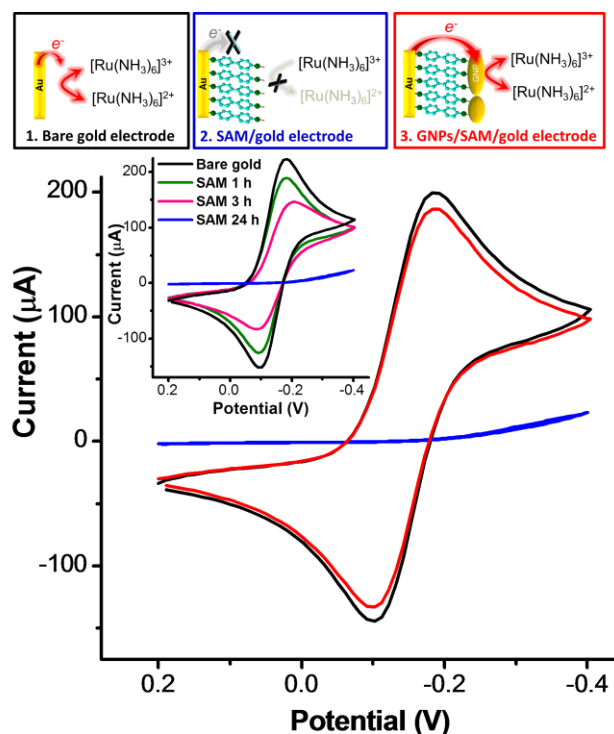 e⁻
Au
[Ru(NH₃)₆]³⁺
[Ru(NH₃)₆]²⁺
1. Bare gold electrode
e⁻
X
Au
[Ru(NH₃)₆]³⁺
[Ru(NH₃)₆]²⁺
2. SAM/gold electrode
e⁻
Au
GNP
[Ru(NH₃)₆]³⁺
[Ru(NH₃)₆]²⁺
3. GNPs/SAM/gold electrode
Bare gold
SAM 1 h
SAM 3 h
SAM 24 h
200
100
0
-100
Current (µA)
0.2
0.0
-0.2
-0.4
Potential (V)
200
100
0
-100
Current (µA)
0.2
0.0
-0.2
-0.4
Potential (V)